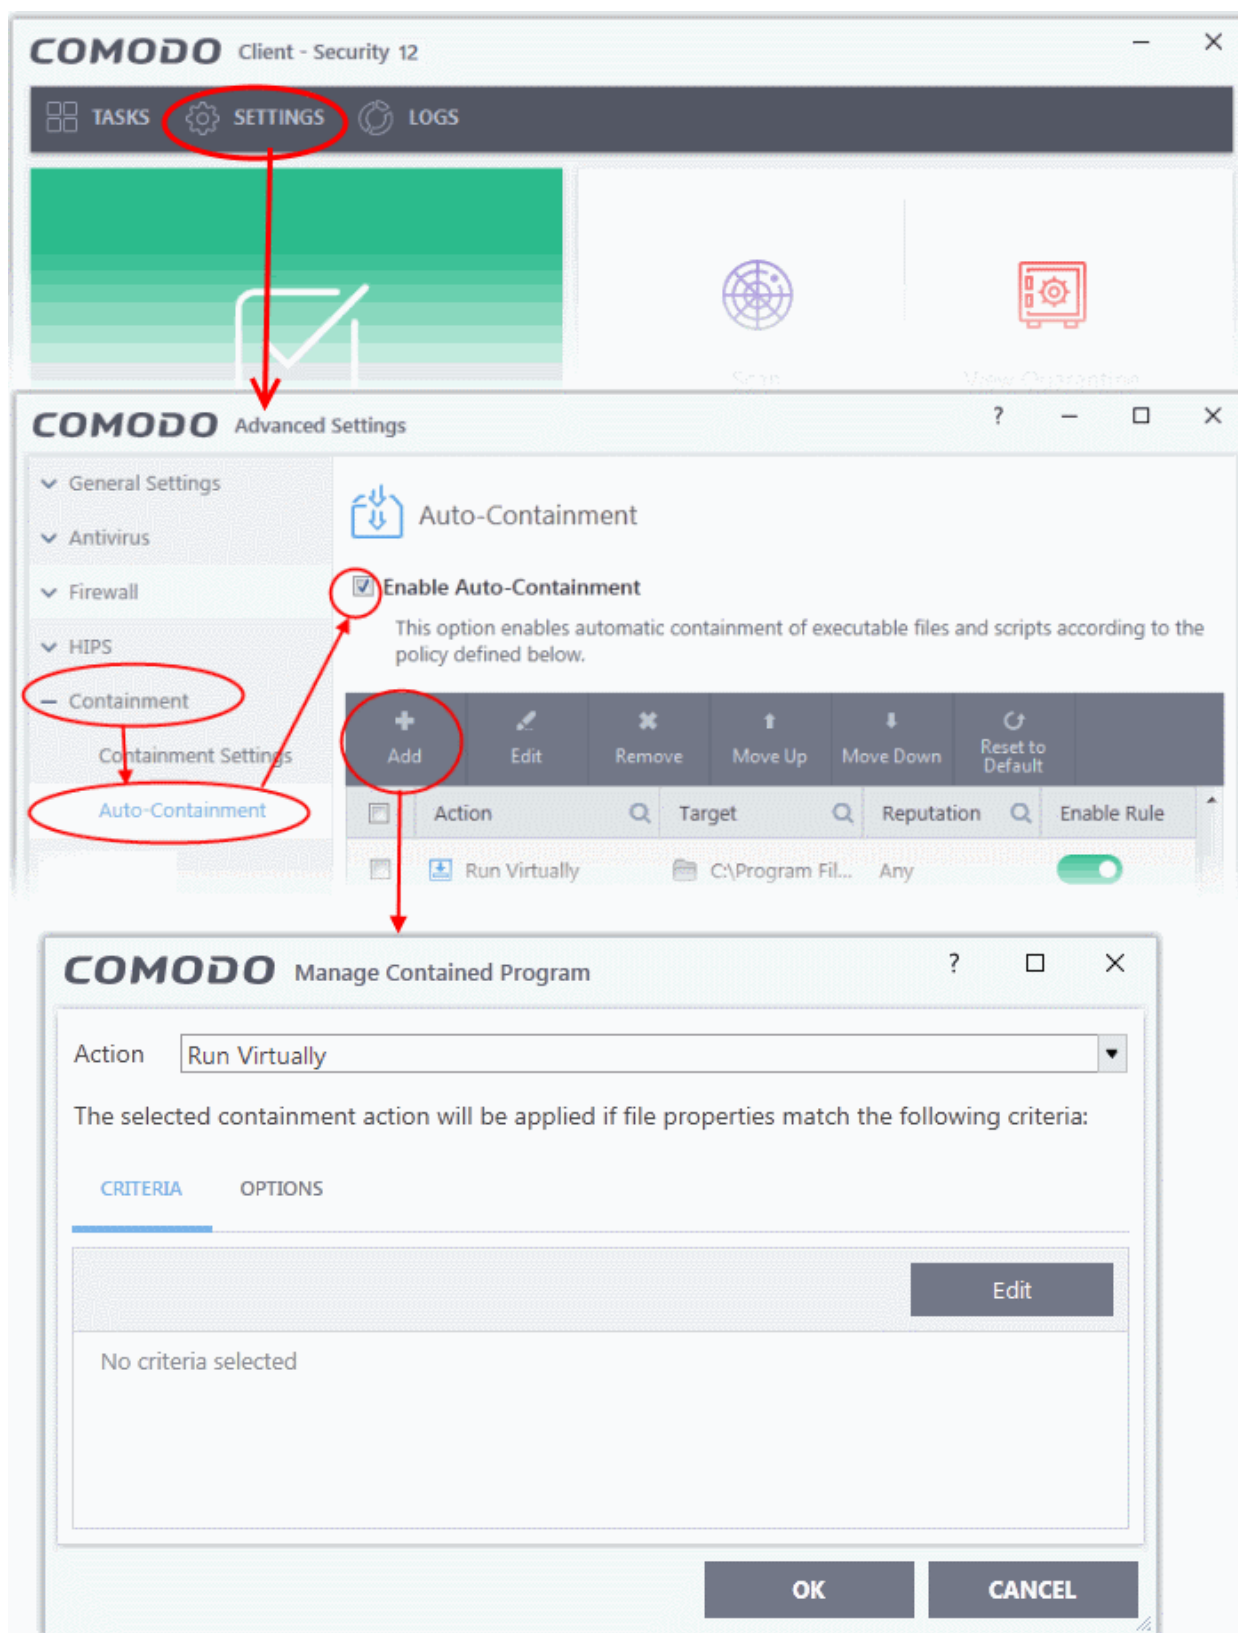 COMODO Client - Security 12
TASKS SETTINGS LOGS
Scan View Quarantine
COMODO Advanced Settings ?
General Settings
Antivirus
Firewall
HIPS
Containment
Containment Settings
Auto-Containment
Auto-Containment
Enable Auto-Containment
This option enables automatic containment of executable files and scripts according to the
policy defined below.
Add Edit Remove Move Up Move Down Reset to
Default
Action Target Reputation Enable Rule
Run Virtually C:\Program Fil... Any
COMODO Manage Contained Program ?
Action Run Virtually
The selected containment action will be applied if file properties match the following criteria:
CRITERIA OPTIONS
Edit
No criteria selected
OK CANCEL